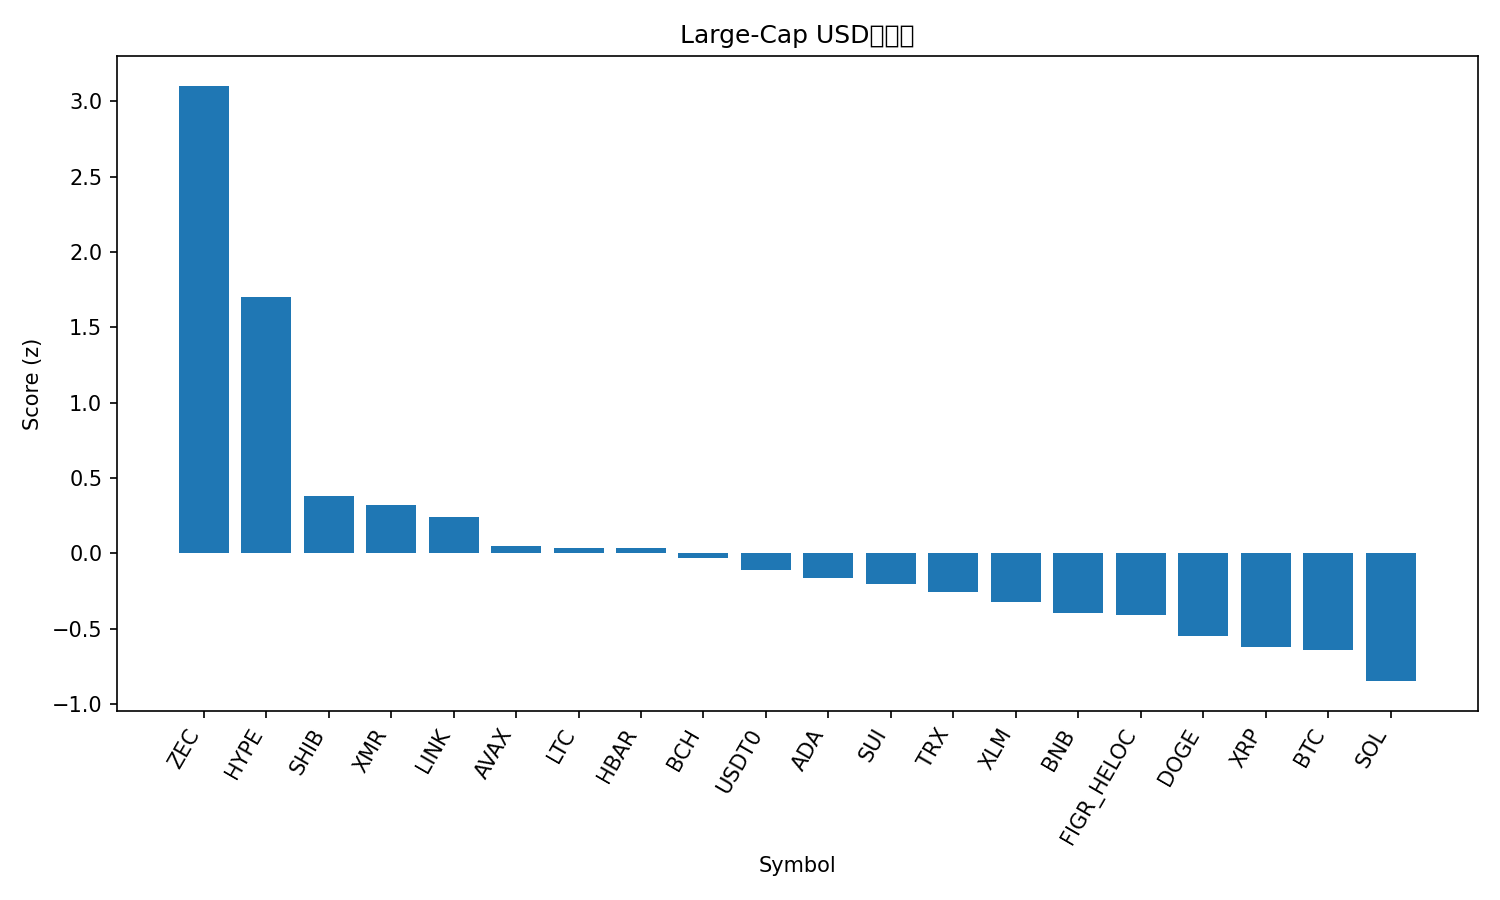 Large-Cap USD
Score (z)
3.0
2.5
2.0
1.5
1.0
0.5
0.0
−0.5
−1.0
ZEC
HYPE
SHIB
XMR
LINK
AVAX
LTC
HBAR
BCH
USDT0
ADA
SUI
TRX
XLM
BNB
FIGR_HELOC
DOGE
XRP
BTC
SOL
Symbol